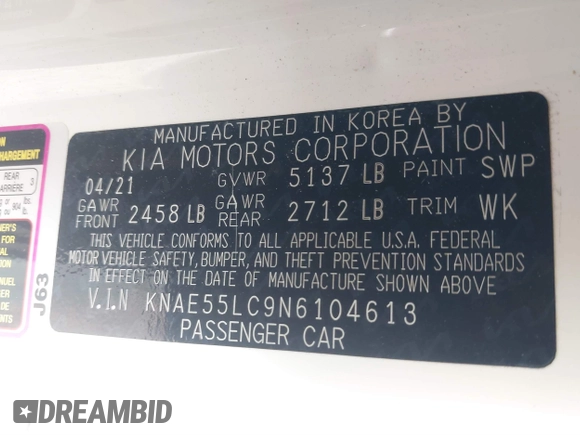 MANUFACTURED IN KOREA BY
KIA MOTORS CORPORATION
04/21 GVWR 5137 LB PAINT SWP
GAWR FRONT 2458 LB GAWR REAR 2712 LB TRIM WK
THIS VEHICLE CONFORMS TO ALL APPLICABLE U.S.A. FEDERAL
MOTOR VEHICLE SAFETY, BUMPER, AND THEFT PREVENTION STANDARDS
IN EFFECT ON THE DATE OF MANUFACTURE SHOWN ABOVE
V.I.N KNAE55LC9N6104613
PASSENGER CAR
REAR
3
J63
DREAMBID